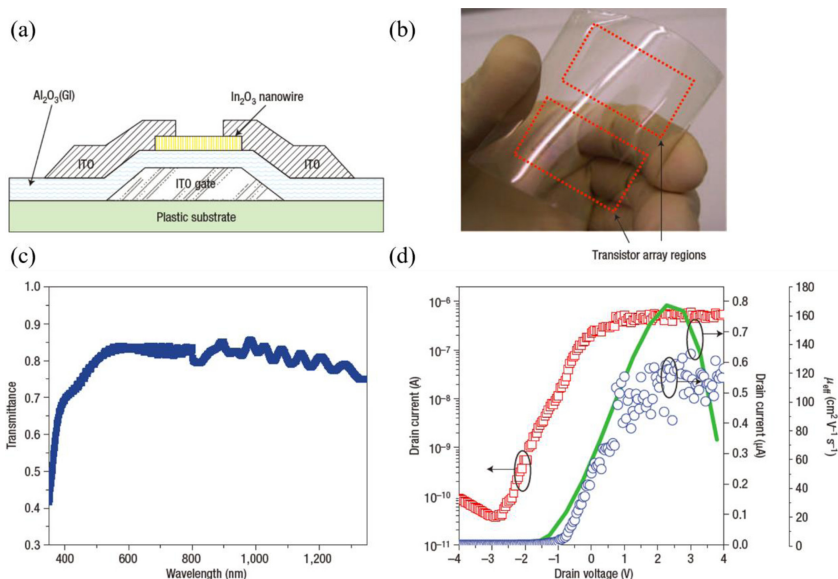 (a)
Al2O3(GI)
In2O3 nanowire
ITO
ITO
ITO gate
Plastic substrate
(b)
Transistor array regions
(c)
Transmittance
1.0
0.9
0.8
0.7
0.6
0.5
0.4
0.3
400 600 800 1,000 1,200
Wavelength (nm)
(d)
Drain current (A)
10⁻⁶
10⁻⁷
10⁻⁸
10⁻⁹
10⁻¹⁰
10⁻¹¹
−4 −3 −2 −1 0 1 2 3 4
Drain voltage (V)
0.8
0.7
0.6
0.5
0.4
0.3
0.2
0.1
0.0
Drain current (μA)
180
160
140
120
100
80
60
40
20
0
μeff (cm² V⁻¹ s⁻¹)